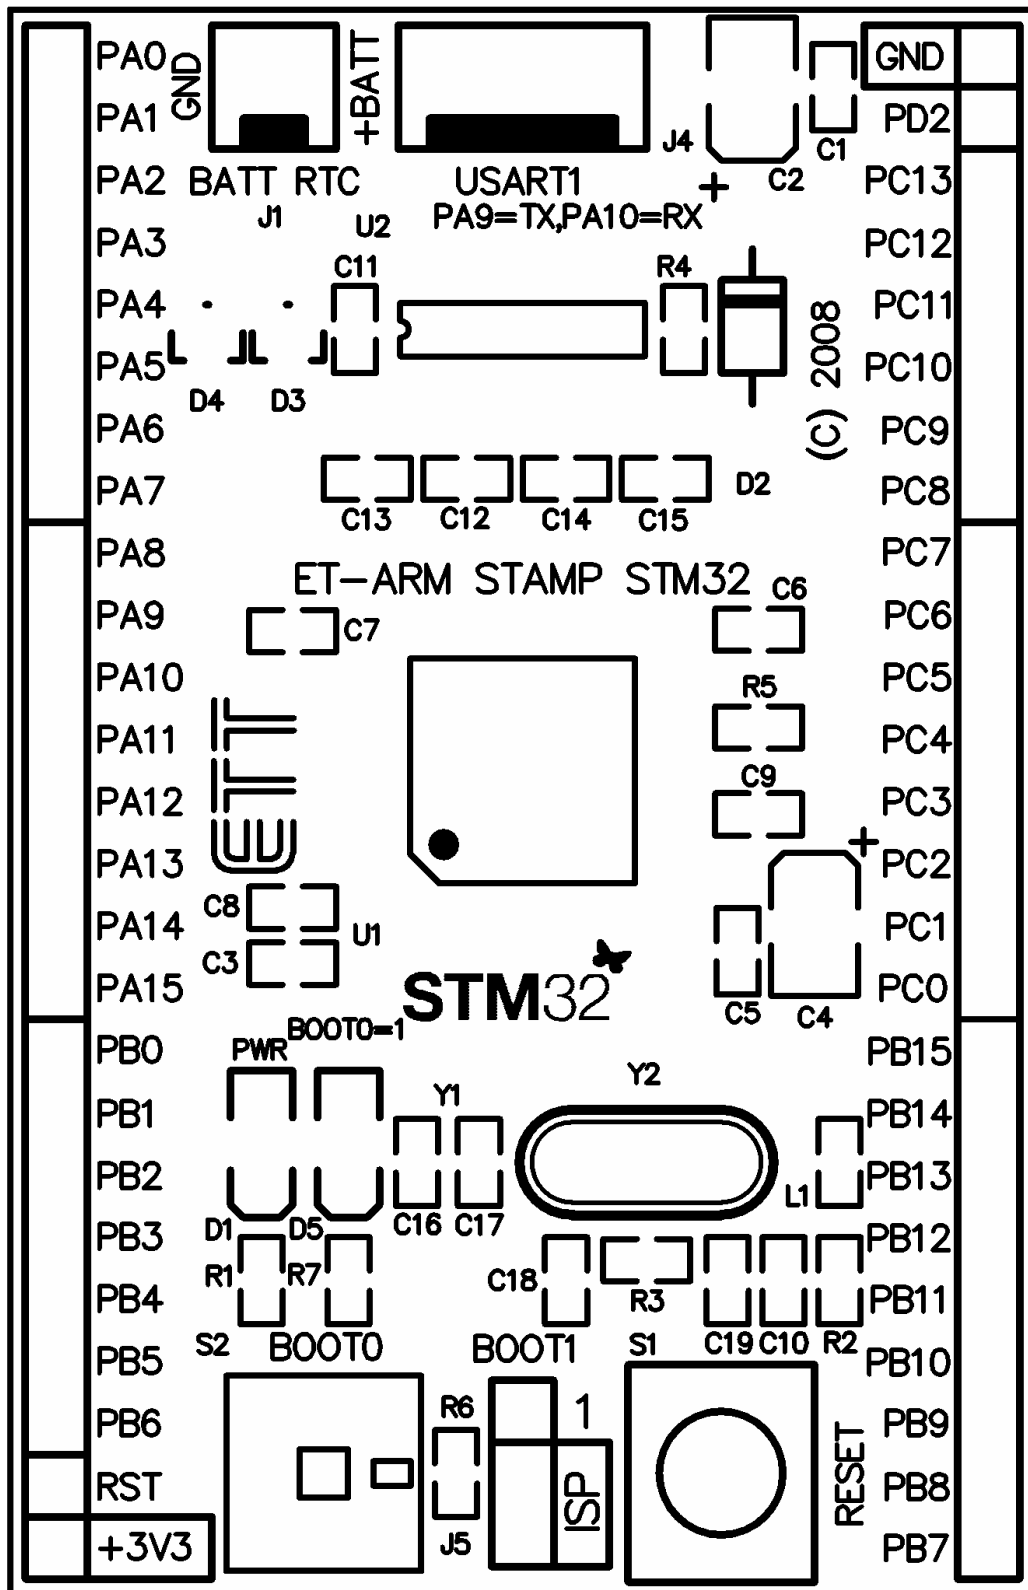 PA0
GND
+BATT
GND
PA1
J4
C1
PD2
PA2
BATT RTC
USART1
+
C2
PC13
J1
U2
PA9=TX,PA10=RX
PA3
C11
R4
PC12
PA4
PC11
(C) 2008
PA5
PC10
D4
D3
PA6
PC9
PA7
D2
PC8
C13
C12
C14
C15
PA8
PC7
ET-ARM STAMP STM32
C6
PA9
C7
PC6
PA10
R5
PC5
PA11
PC4
ETT
PA12
C9
PC3
+
PA13
PC2
C8
PA14
U1
PC1
C3
PA15
STM32
C5
C4
PC0
BOOT0=1
PB0
PWR
Y2
PB15
PB1
Y1
PB14
PB2
L1
PB13
D1
D5
C16
C17
PB3
PB12
R1
R7
C18
R3
PB4
PB11
S2
BOOT0
BOOT1
S1
C19
C10
R2
PB5
PB10
R6
1
PB6
PB9
RESET
RST
ISP
PB8
J5
+3V3
PB7